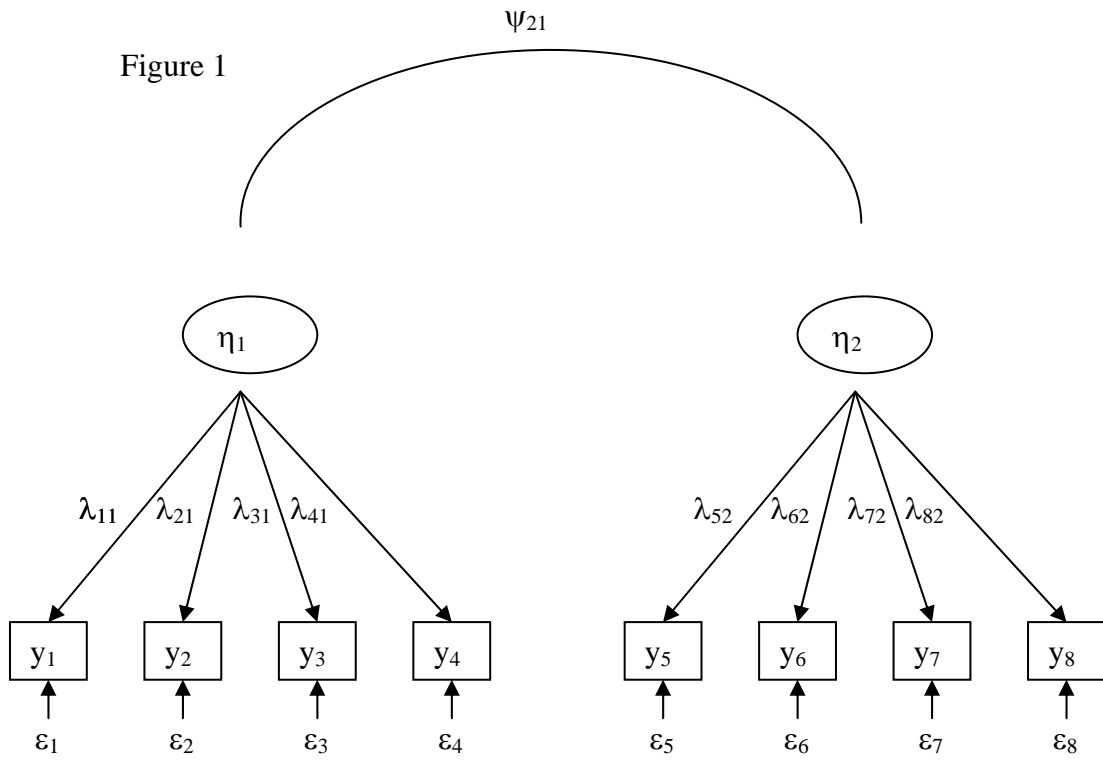 ψ₂₁
Figure 1
η₁ η₂
λ₁₁ λ₂₁ λ₃₁ λ₄₁ λ₅₂ λ₆₂ λ₇₂ λ₈₂
y₁ y₂ y₃ y₄ y₅ y₆ y₇ y₈
ε₁ ε₂ ε₃ ε₄ ε₅ ε₆ ε₇ ε₈